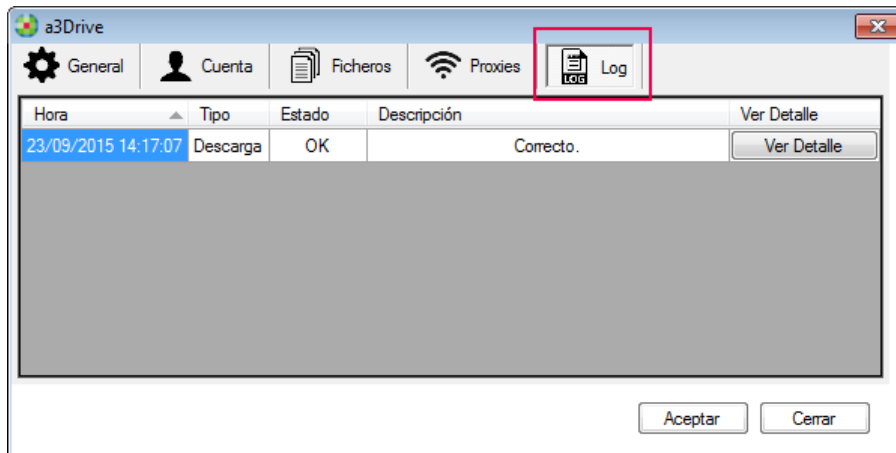 a3Drive
General Cuenta Ficheros Proxies LOG Log
Hora Tipo Estado Descripción Ver Detalle
23/09/2015 14:17:07 Descarga OK Correcto. Ver Detalle
Aceptar Cerrar